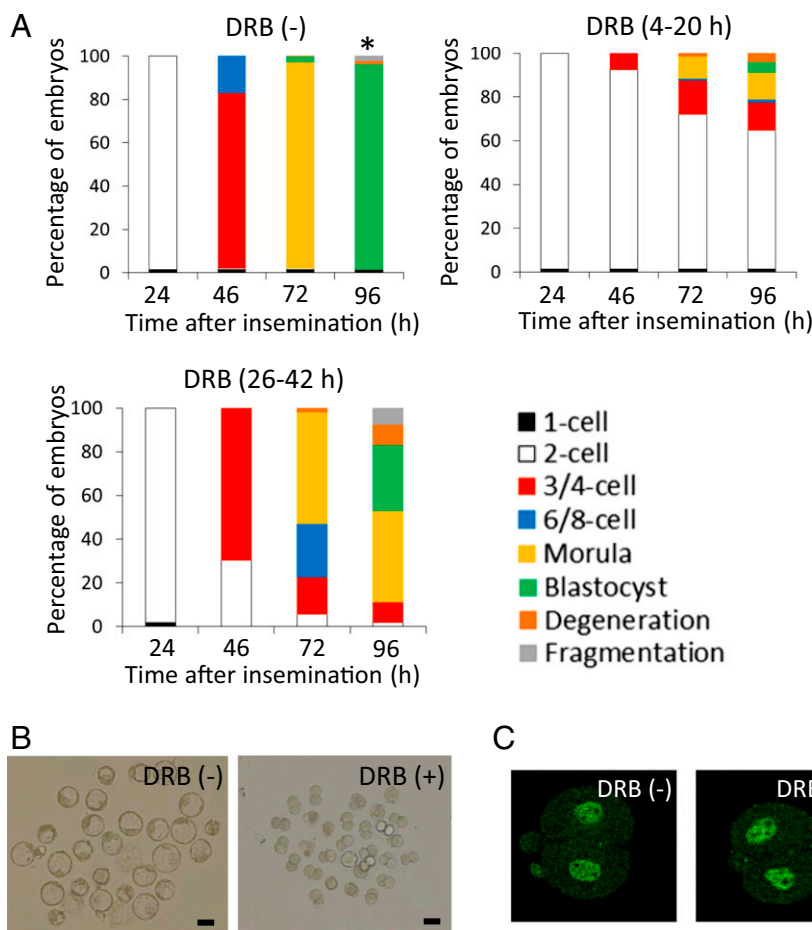 A
DRB (-)
DRB (4-20 h)
*
Percentage of embryos
100
80
60
40
20
0
24 46 72 96
Time after insemination (h)
Percentage of embryos
100
80
60
40
20
0
24 46 72 96
Time after insemination (h)
DRB (26-42 h)
Percentage of embryos
100
80
60
40
20
0
24 46 72 96
Time after insemination (h)
1-cell
2-cell
3/4-cell
6/8-cell
Morula
Blastocyst
Degeneration
Fragmentation
B
DRB (-)
DRB (+)
C
DRB (-)
DRB